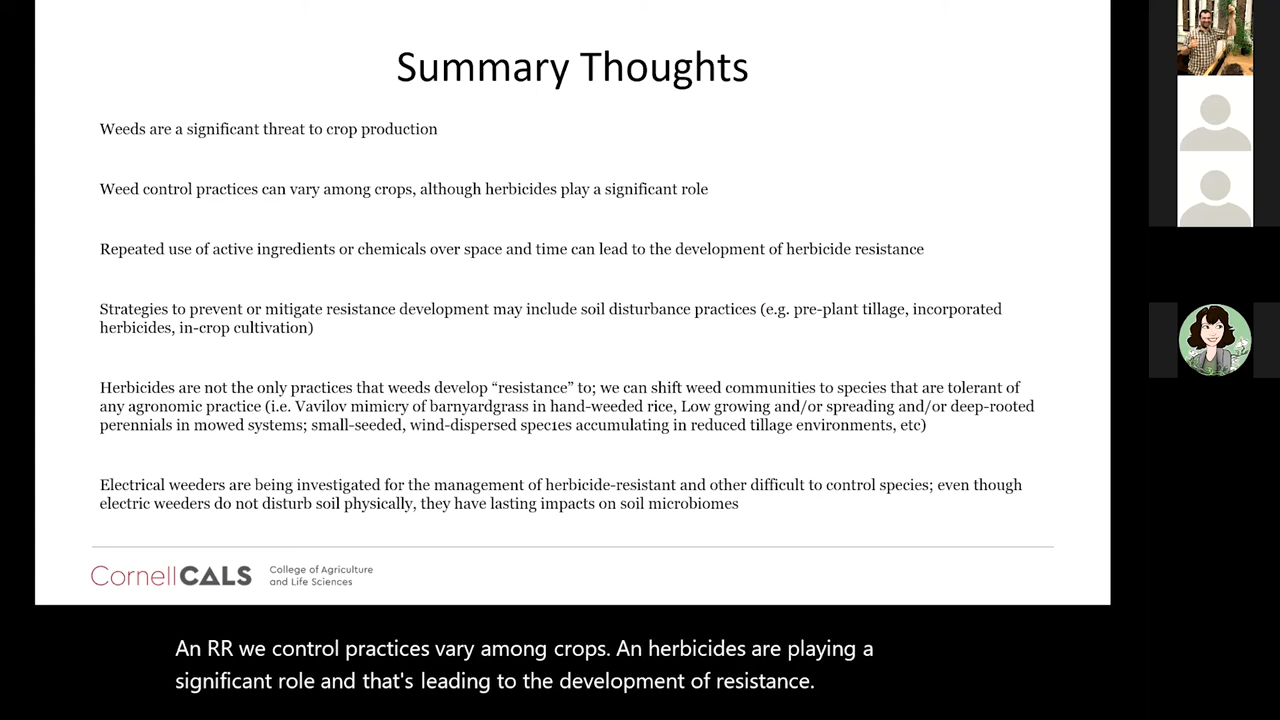 Summary Thoughts
Weeds are a significant threat to crop production
Weed control practices can vary among crops, although herbicides play a significant role
Repeated use of active ingredients or chemicals over space and time can lead to the development of herbicide resistance
Strategies to prevent or mitigate resistance development may include soil disturbance practices (e.g. pre-plant tillage, incorporated
herbicides, in-crop cultivation)
Herbicides are not the only practices that weeds develop “resistance” to; we can shift weed communities to species that are tolerant of
any agronomic practice (i.e. Vavilov mimicry of barnyardgrass in hand-weeded rice, Low growing and/or spreading and/or deep-rooted
perennials in mowed systems; small-seeded, wind-dispersed species accumulating in reduced tillage environments, etc)
Electrical weeders are being investigated for the management of herbicide-resistant and other difficult to control species; even though
electric weeders do not disturb soil physically, they have lasting impacts on soil microbiomes
CornellCALS
College of Agriculture
and Life Sciences
An RR we control practices vary among crops. An herbicides are playing a
significant role and that's leading to the development of resistance.